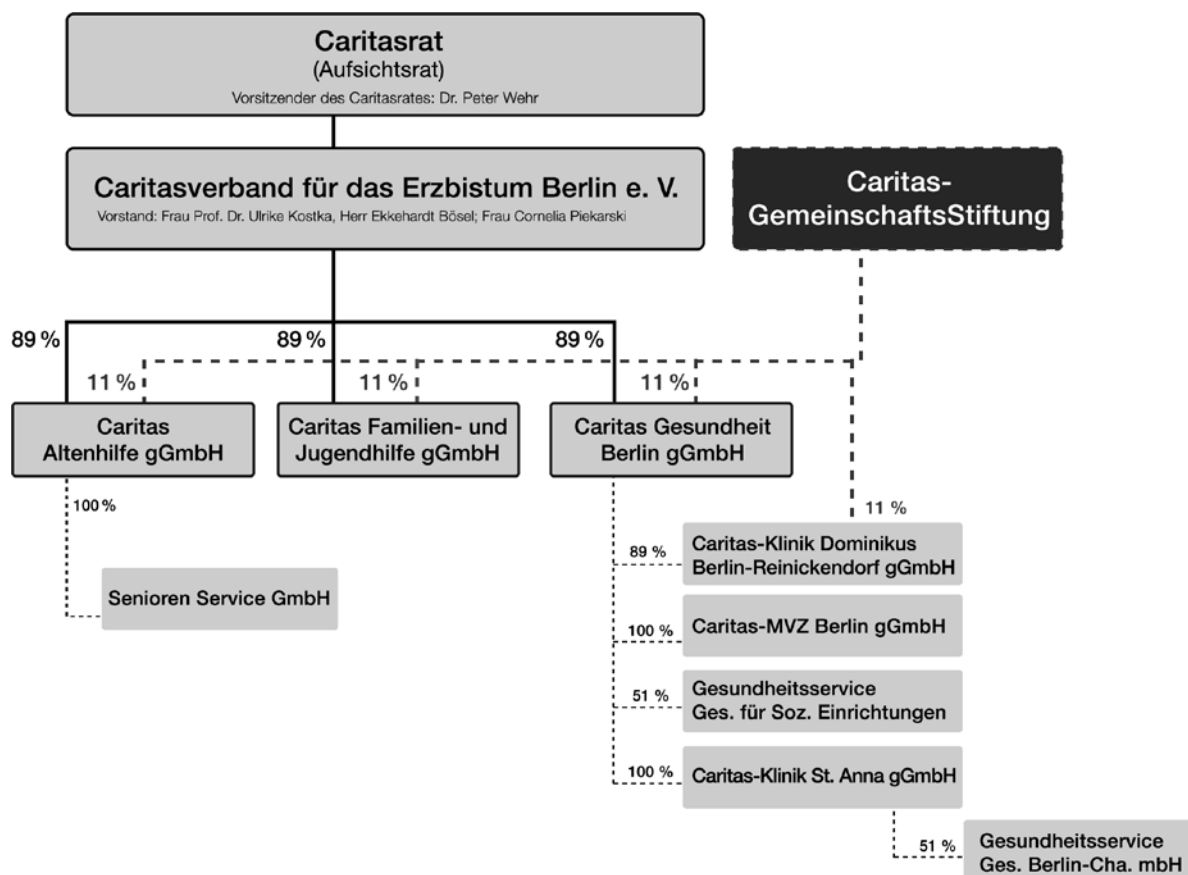 Caritasrat
(Aufsichtsrat)
Vorsitzender des Caritasrates: Dr. Peter Wehr
Caritasverband für das Erzbistum Berlin e. V.
Vorstand: Frau Prof. Dr. Ulrike Kostka, Herr Ekkehardt Bösel; Frau Cornelia Piekarski
Caritas-
GemeinschaftsStiftung
89 %
89 %
89 %
11 %
11 %
11 %
Caritas
Altenhilfe gGmbH
Caritas Familien- und
Jugendhilfe gGmbH
Caritas Gesundheit
Berlin gGmbH
100 %
Senioren Service GmbH
11 %
89 %
Caritas-Klinik Dominikus
Berlin-Reinickendorf gGmbH
100 %
Caritas-MVZ Berlin gGmbH
51 %
Gesundheitsservice
Ges. für Soz. Einrichtungen
100 %
Caritas-Klinik St. Anna gGmbH
51 %
Gesundheitsservice
Ges. Berlin-Cha. mbH